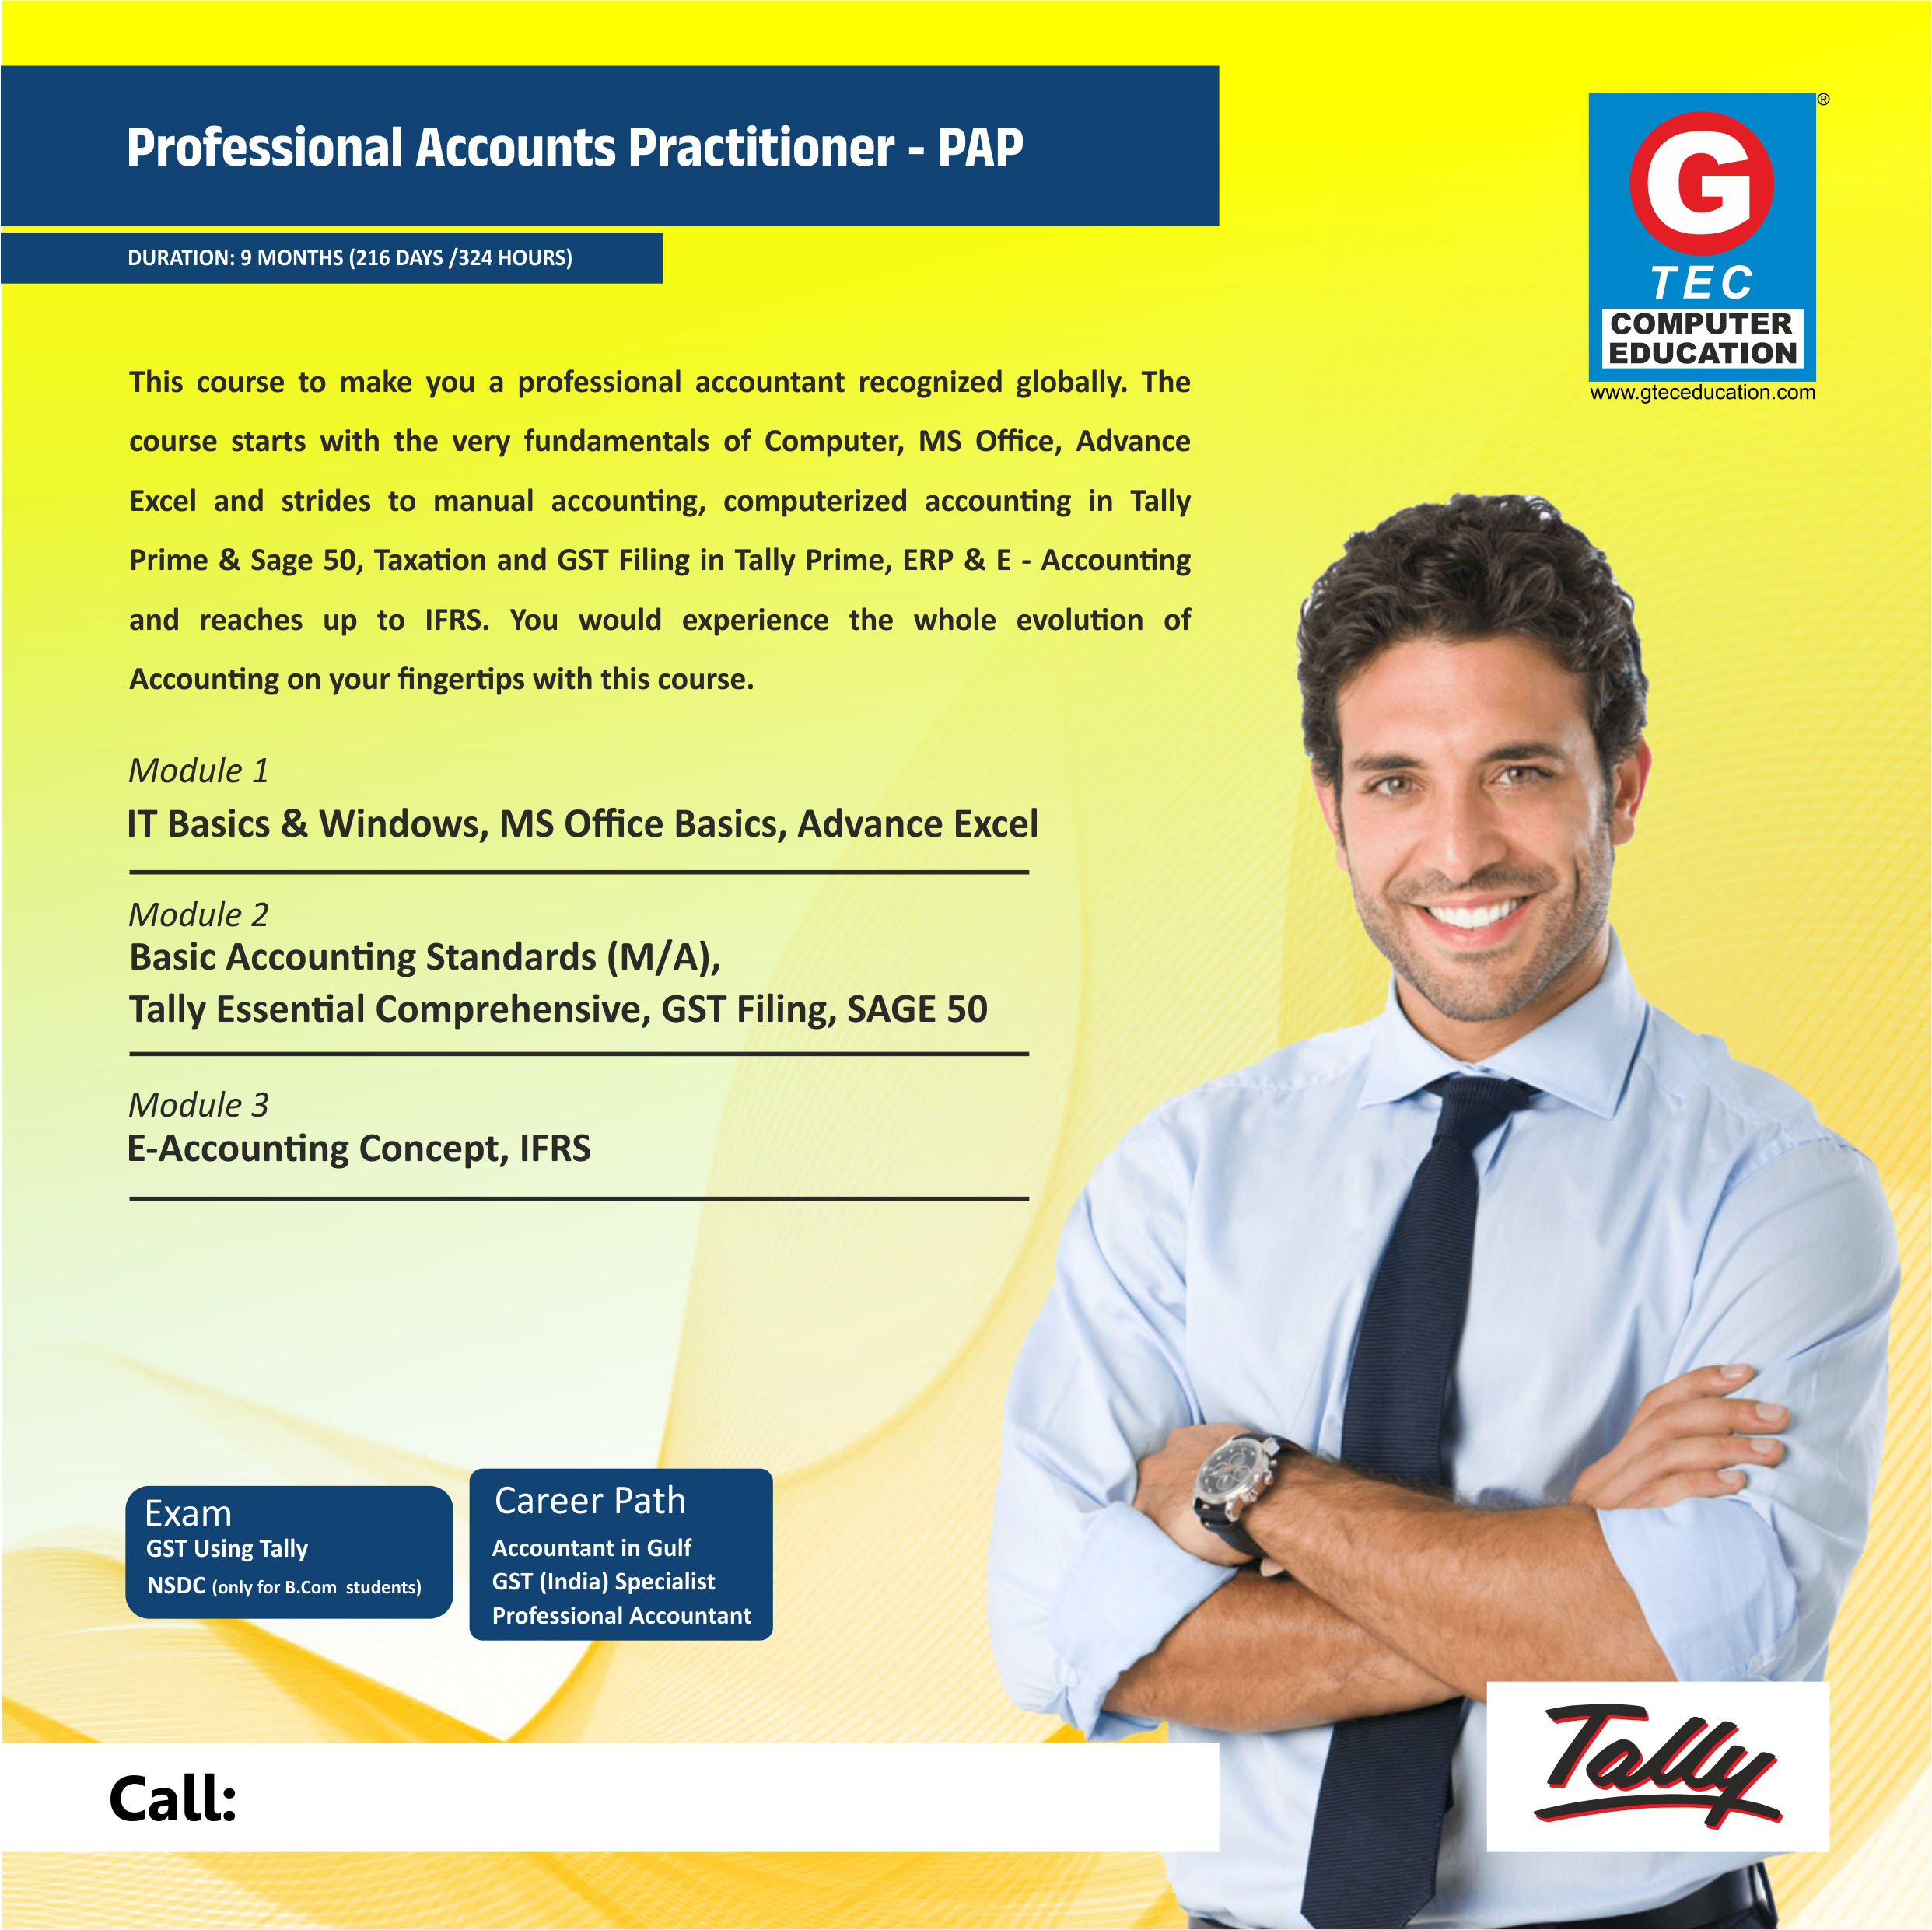 Professional Accounts Practitioner - PAP
DURATION: 9 MONTHS (216 DAYS /324 HOURS)
G
®
TEC
COMPUTER
EDUCATION
www.gteceducation.com
This course to make you a professional accountant recognized globally. The
course starts with the very fundamentals of Computer, MS Office, Advance
Excel and strides to manual accounting, computerized accounting in Tally
Prime & Sage 50, Taxation and GST Filing in Tally Prime, ERP & E - Accounting
and reaches up to IFRS. You would experience the whole evolution of
Accounting on your fingertips with this course.
Module 1
IT Basics & Windows, MS Office Basics, Advance Excel
Module 2
Basic Accounting Standards (M/A),
Tally Essential Comprehensive, GST Filing, SAGE 50
Module 3
E-Accounting Concept, IFRS
Exam
GST Using Tally
NSDC (only for B.Com students)
Career Path
Accountant in Gulf
GST (India) Specialist
Professional Accountant
Call:
Tally